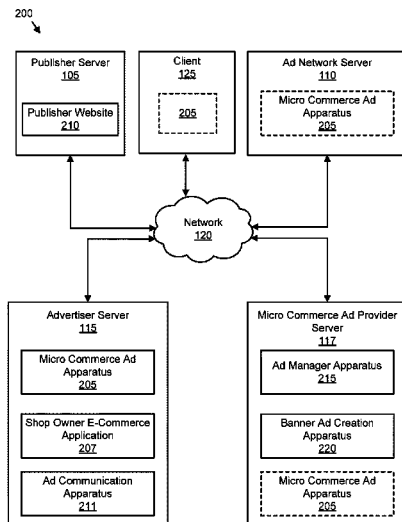 200
Publisher Server
105
Publisher Website
210
Client
125
205
Ad Network Server
110
Micro Commerce Ad
Apparatus
205
Network
120
Advertiser Server
115
Micro Commerce Ad
Apparatus
205
Shop Owner E-Commerce
Application
207
Ad Communication
Apparatus
211
Micro Commerce Ad Provider
Server
117
Ad Manager Apparatus
215
Banner Ad Creation
Apparatus
220
Micro Commerce Ad
Apparatus
205